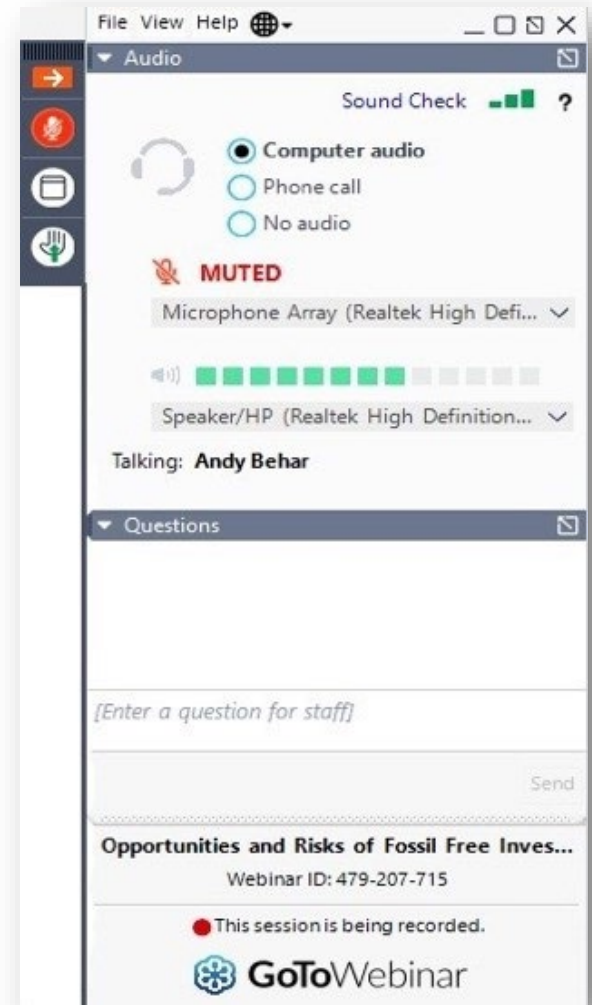 File View Help
Audio
Sound Check ?
Computer audio
Phone call
No audio
MUTED
Microphone Array (Realtek High Defi...
Speaker/HP (Realtek High Definition...
Talking: Andy Behar
Questions
[Enter a question for staff]
Send
Opportunities and Risks of Fossil Free Inves...
Webinar ID: 479-207-715
This session is being recorded.
GoToWebinar